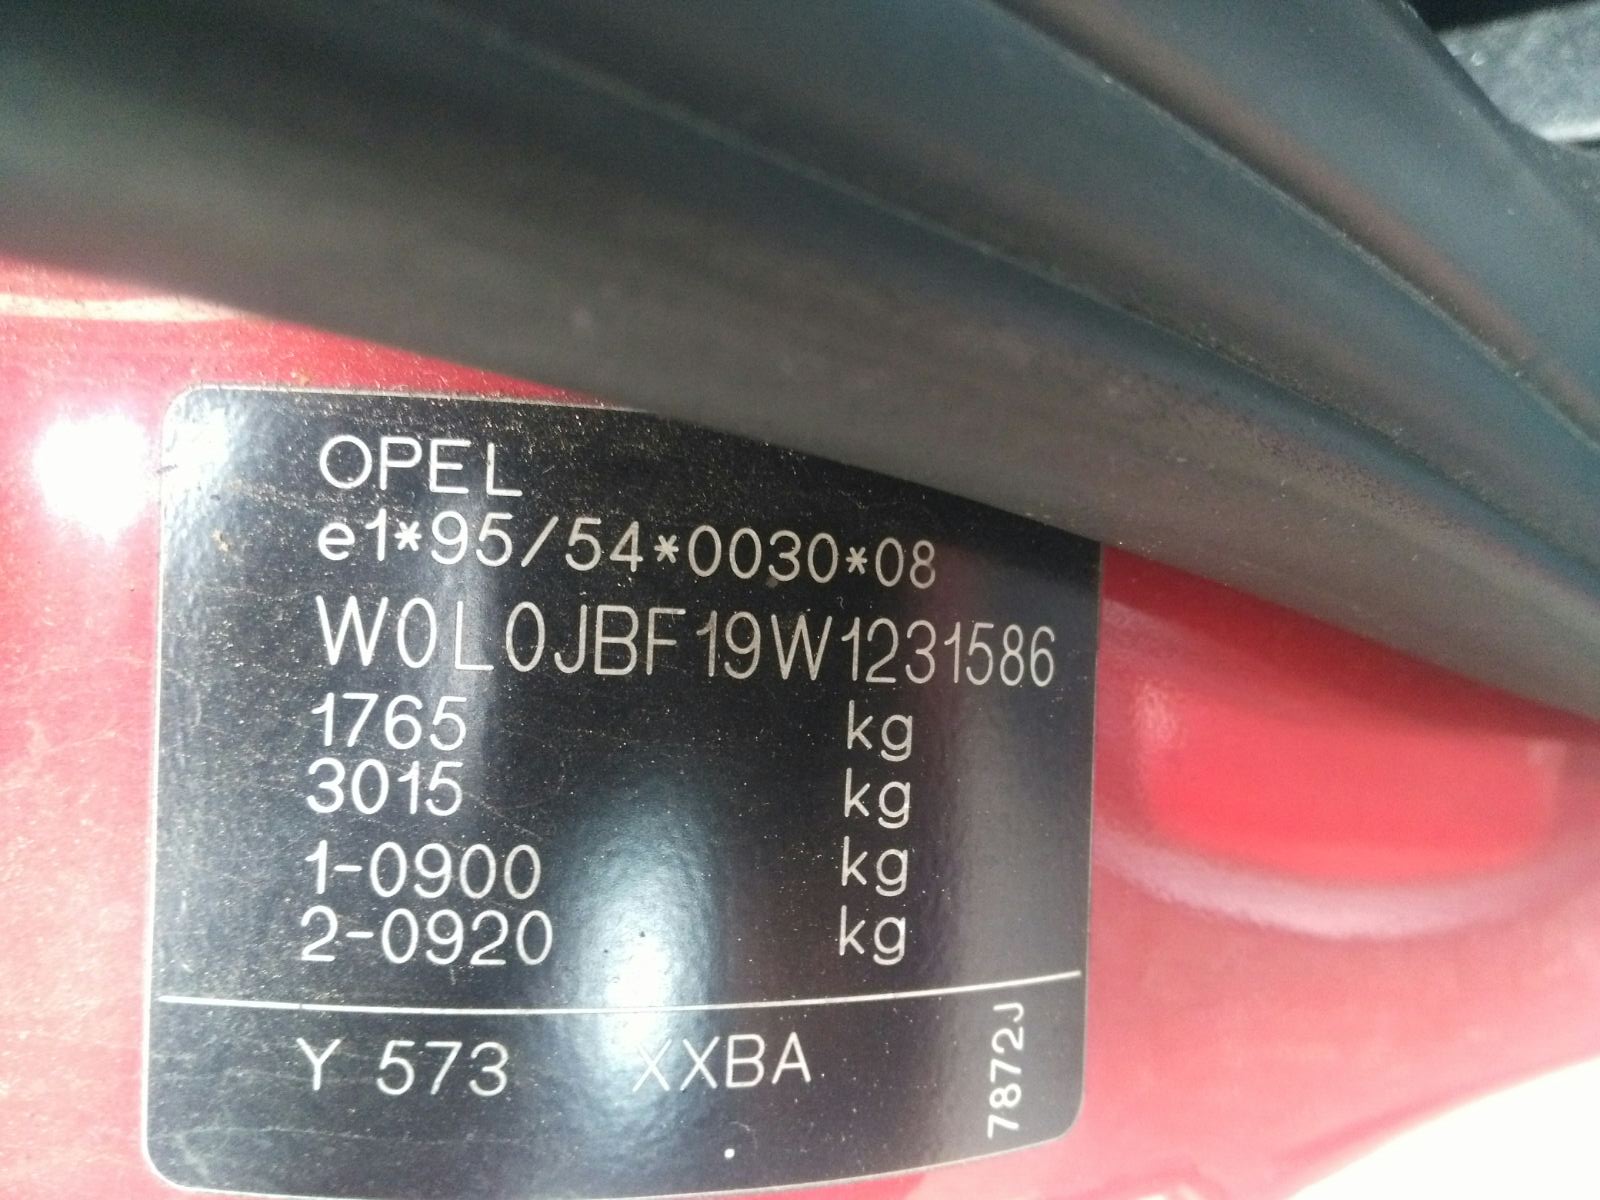 OPEL
e1*95/54*0030*08
W0L0JBF19W1231586
1765 kg
3015 kg
1-0900 kg
2-0920 kg
Y 573 XXBA
7872J